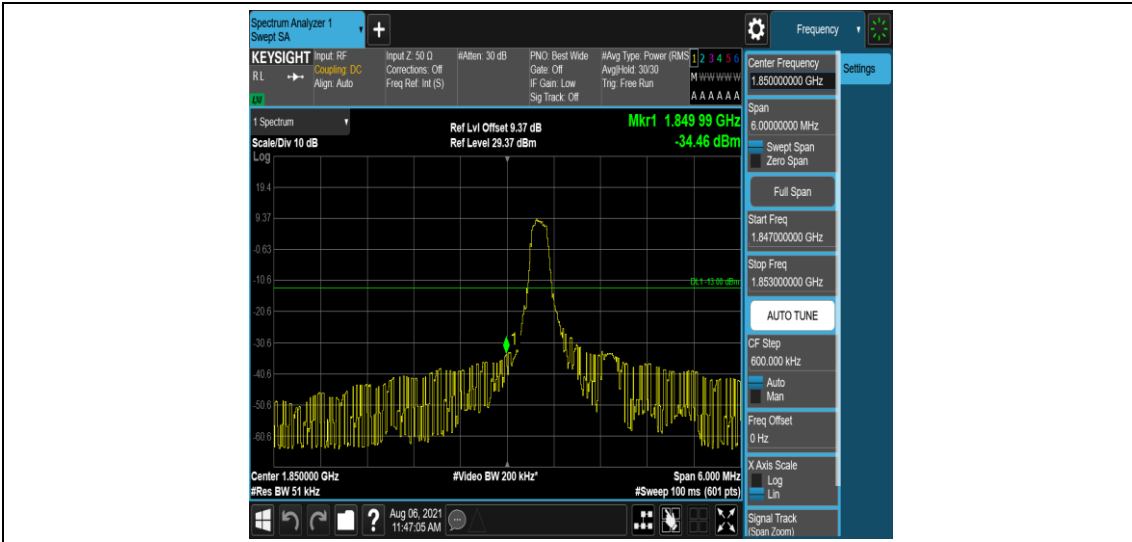 Spectrum Analyzer 1
Swept SA
+
Frequency
KEYSIGHT
RL
LXI
Input: RF
Coupling: DC
Align: Auto
Input Z: 50 Ω
Corrections: Off
Freq Ref: Int (S)
#Atten: 30 dB
PNO: Best Wide
Gate: Off
IF Gain: Low
Sig Track: Off
#Avg Type: Power (RMS
Avg|Hold: 30/30
Trig: Free Run
1 2 3 4 5 6
M W W W W W
A A A A A A
1 Spectrum
Scale/Div 10 dB
Log
Ref Lvl Offset 9.37 dB
Ref Level 29.37 dBm
Mkr1 1.849 99 GHz
-34.46 dBm
19.4
9.37
-0.63
-10.6
-20.6
-30.6
-40.6
-50.6
-60.6
DL1 -13.00 dBm
1
Center 1.850000 GHz
#Res BW 51 kHz
#Video BW 200 kHz*
Span 6.000 MHz
#Sweep 100 ms (601 pts)
Aug 06, 2021
11:47:05 AM
?
Center Frequency
1.850000000 GHz
Settings
Span
6.00000000 MHz
Swept Span
Zero Span
Full Span
Start Freq
1.847000000 GHz
Stop Freq
1.853000000 GHz
AUTO TUNE
CF Step
600.000 kHz
Auto
Man
Freq Offset
0 Hz
X Axis Scale
Log
Lin
Signal Track
(Span Zoom)